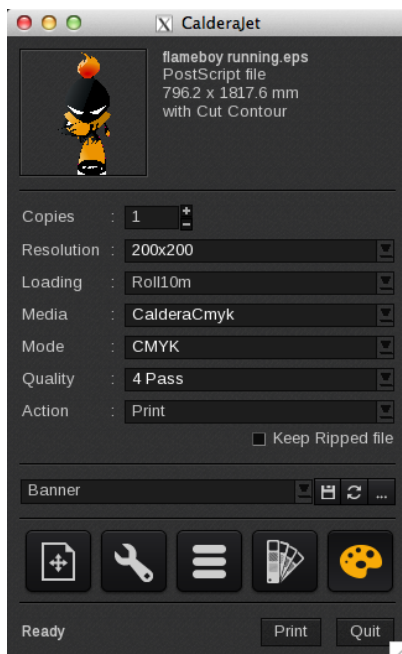 CalderaJet
flameboy running.eps
PostScript file
796.2 x 1817.6 mm
with Cut Contour
Copies : 1
Resolution : 200x200
Loading : Roll10m
Media : CalderaCmyk
Mode : CMYK
Quality : 4 Pass
Action : Print
Keep Ripped file
Banner ...
Ready Print Quit